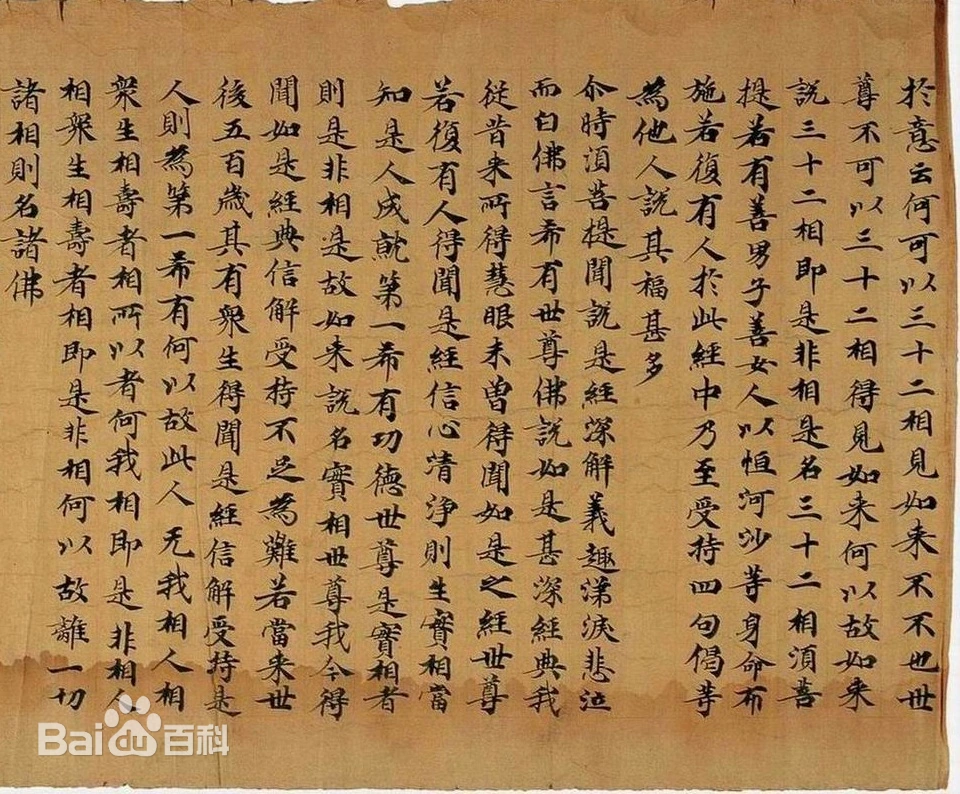 於意云何可以三十二相見如来不不也世
尊不可以三十二相得見如来何以故如来
說三十二相即是非相是名三十二相須菩
提若有善男子善女人以恒河沙等身命布
施若復有人於此經中乃至受持四句偈等
為他人說其福甚多
尒時須菩提聞說是經深解義趣涕淚悲泣
而白佛言希有世尊佛說如是甚深經典我
従昔来所得慧眼未曽得聞如是之經世尊
若復有人得聞是經信心清淨則生實相當
知是人成就第一希有功徳世尊是實相者
則是非相是故如来說名實相世尊我今得
聞如是經典信解受持不足為難若當来世
後五百歲其有衆生得聞是經信解受持是
人則為第一希有何以故此人无我相人相
衆生相壽者相所以者何我相即是非相人
相衆生相壽者相即是非相何以故離一切
諸相則名諸佛
Bai百科